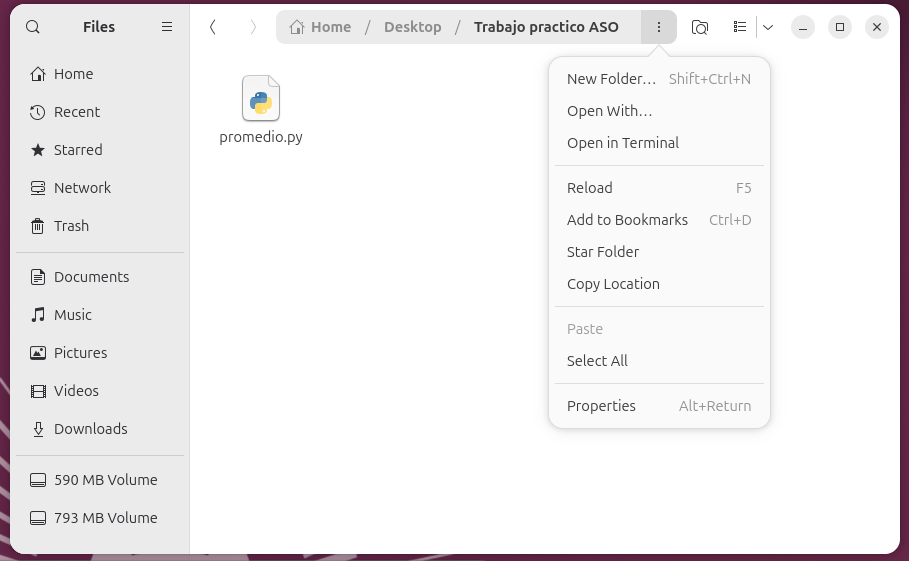 Files
Home / Desktop / Trabajo practico ASO
Home
Recent
Starred
Network
Trash
Documents
Music
Pictures
Videos
Downloads
590 MB Volume
793 MB Volume
promedio.py
New Folder… Shift+Ctrl+N
Open With…
Open in Terminal
Reload F5
Add to Bookmarks Ctrl+D
Star Folder
Copy Location
Paste
Select All
Properties Alt+Return